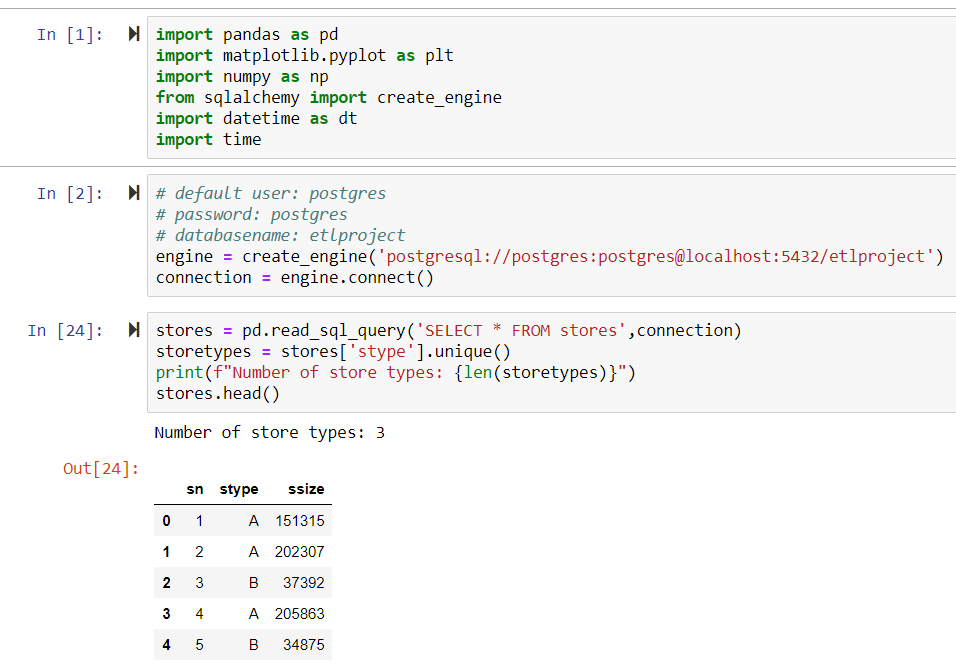 In [1]:
import pandas as pd
import matplotlib.pyplot as plt
import numpy as np
from sqlalchemy import create_engine
import datetime as dt
import time
In [2]:
# default user: postgres
# password: postgres
# databasename: etlproject
engine = create_engine('postgresql://postgres:postgres@localhost:5432/etlproject')
connection = engine.connect()
In [24]:
stores = pd.read_sql_query('SELECT * FROM stores',connection)
storetypes = stores['stype'].unique()
print(f"Number of store types: {len(storetypes)}")
stores.head()
Number of store types: 3
Out[24]:
sn stype ssize
0 1 A 151315
1 2 A 202307
2 3 B 37392
3 4 A 205863
4 5 B 34875